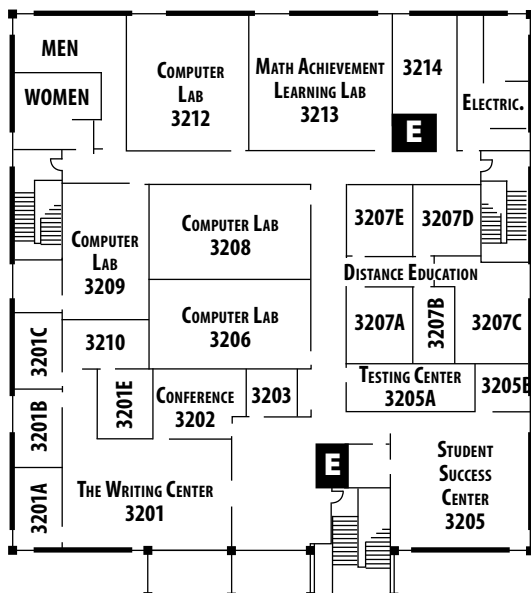 MEN
WOMEN
COMPUTER
LAB
3212
MATH ACHIEVEMENT
LEARNING LAB
3213
3214
ELECTRIC.
E
COMPUTER
LAB
3209
COMPUTER LAB
3208
3207E
3207D
DISTANCE EDUCATION
COMPUTER LAB
3206
3207A
3207B
3207C
3201C
3210
3201E
CONFERENCE
3202
3203
TESTING CENTER
3205A
3205B
3201B
3201A
THE WRITING CENTER
3201
E
STUDENT
SUCCESS
CENTER
3205